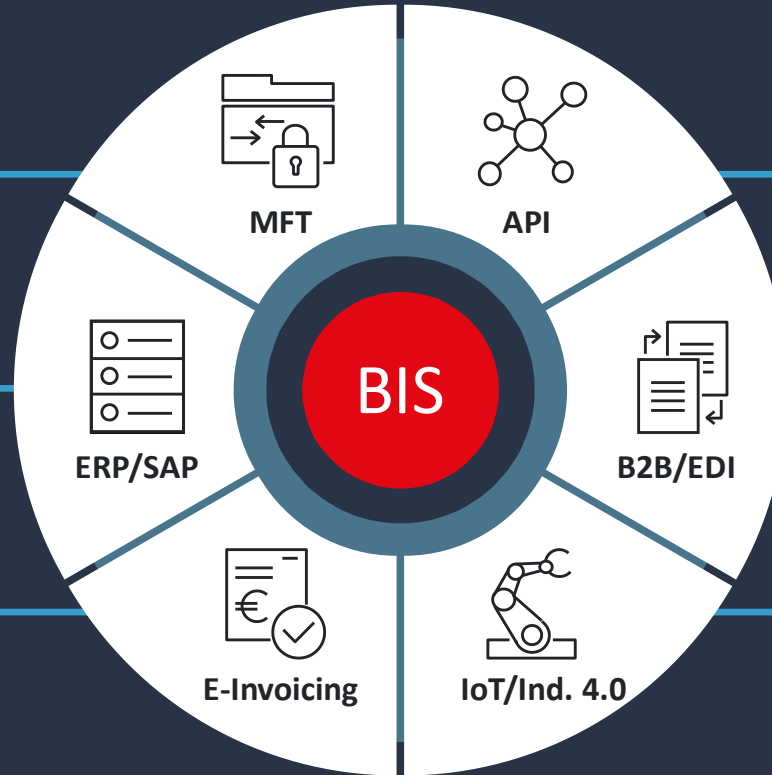 MFT
API
ERP/SAP
BIS
B2B/EDI
€
E-Invoicing
IoT/Ind. 4.0